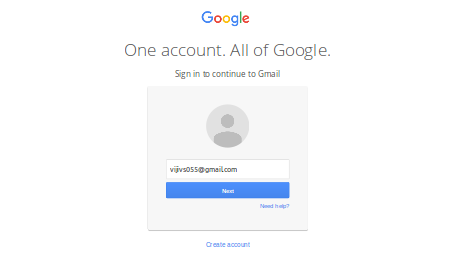 Google
One account. All of Google.
Sign in to continue to Gmail
vijivs055@gmail.com
Next
Need help?
Create account